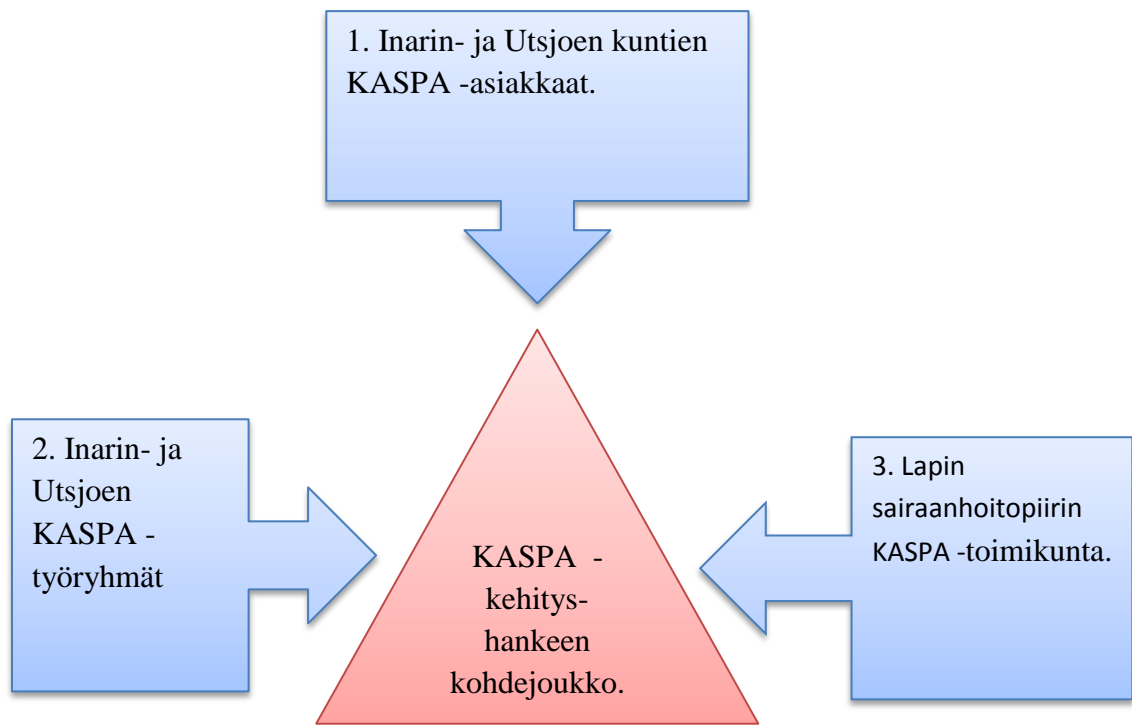 1. Inarin- ja Utsjoen kuntien
KASPA -asiakkaat.
2. Inarin- ja
Utsjoen
KASPA -
työryhmät
3. Lapin
sairaanhoitopiirin
KASPA -toimikunta.
KASPA -
kehitys-
hankeen
kohdejoukko.